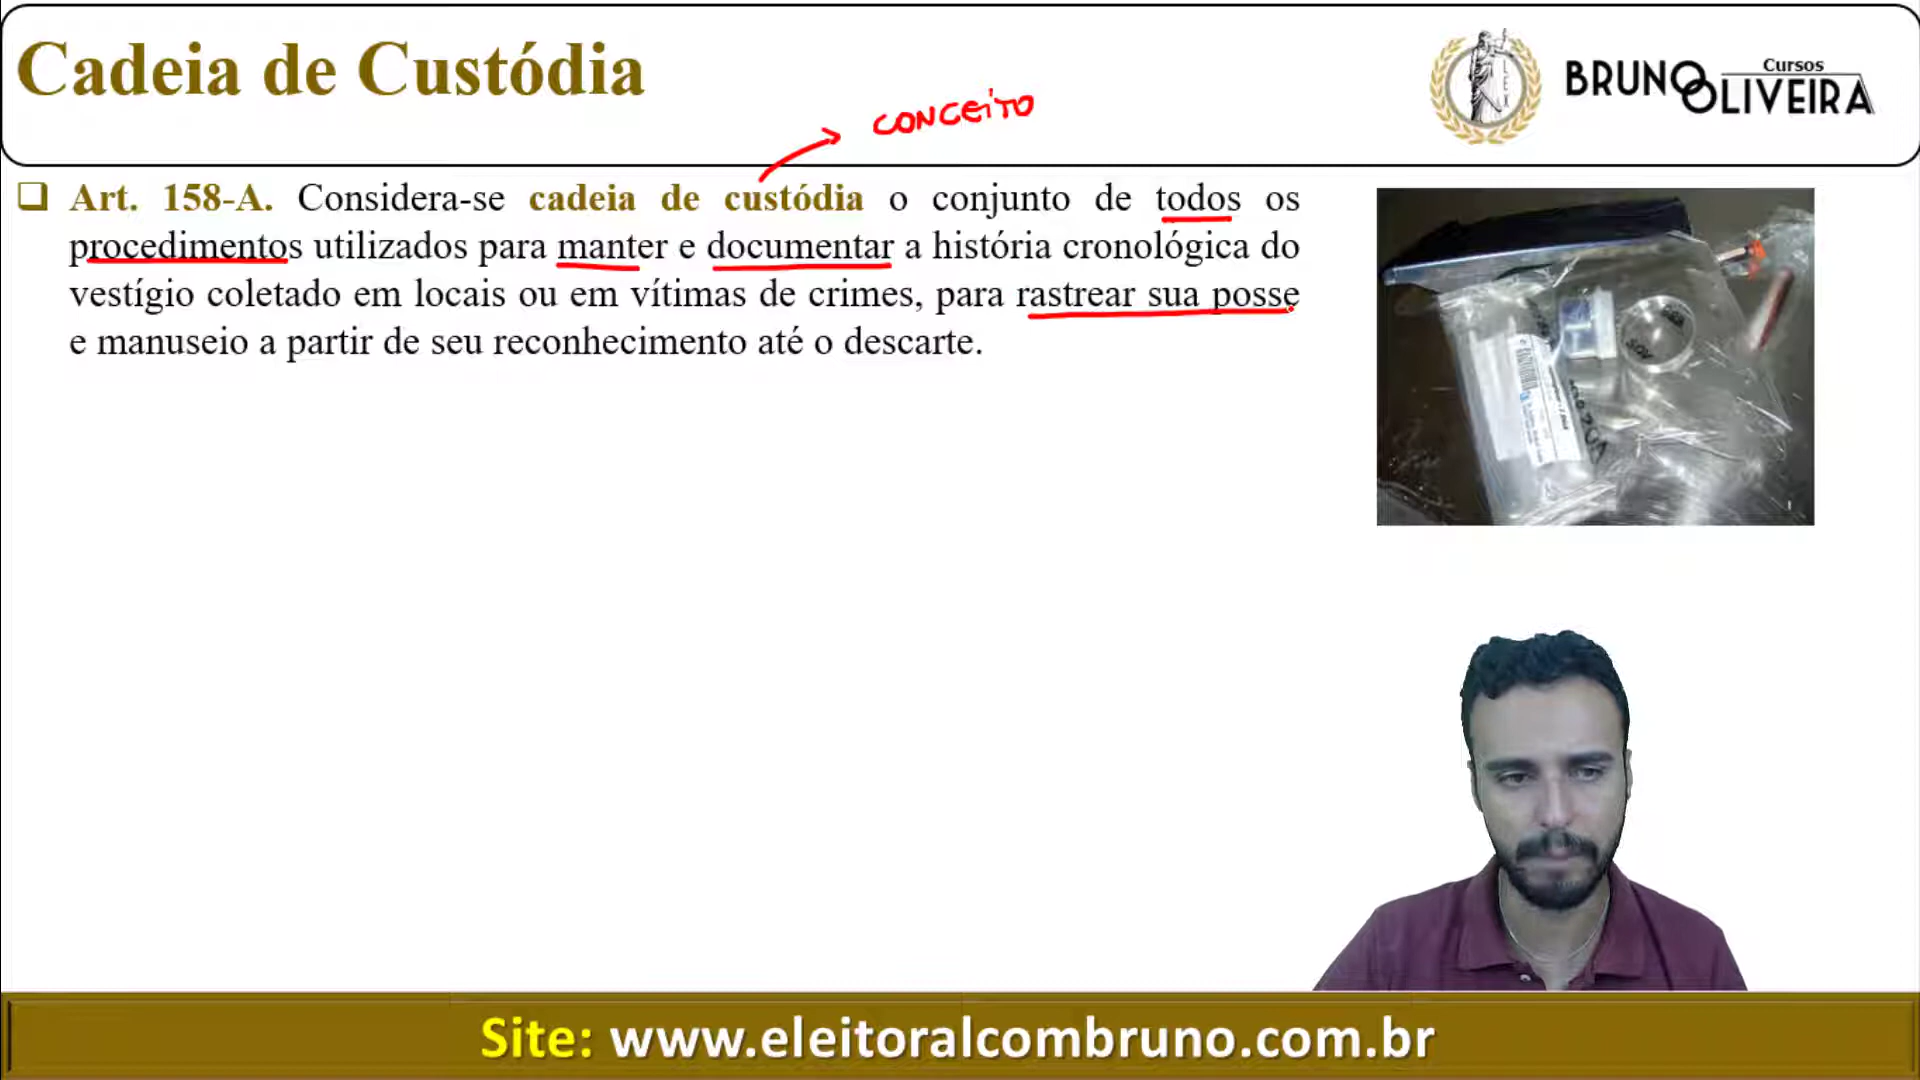 Cadeia de Custódia
Cursos
BRUNO OLIVEIRA
LEX
CONCEITO
Art. 158-A. Considera-se cadeia de custódia o conjunto de todos os
procedimentos utilizados para manter e documentar a história cronológica do
vestígio coletado em locais ou em vítimas de crimes, para rastrear sua posse
e manuseio a partir de seu reconhecimento até o descarte.
Site: www.eleitoralcombruno.com.br